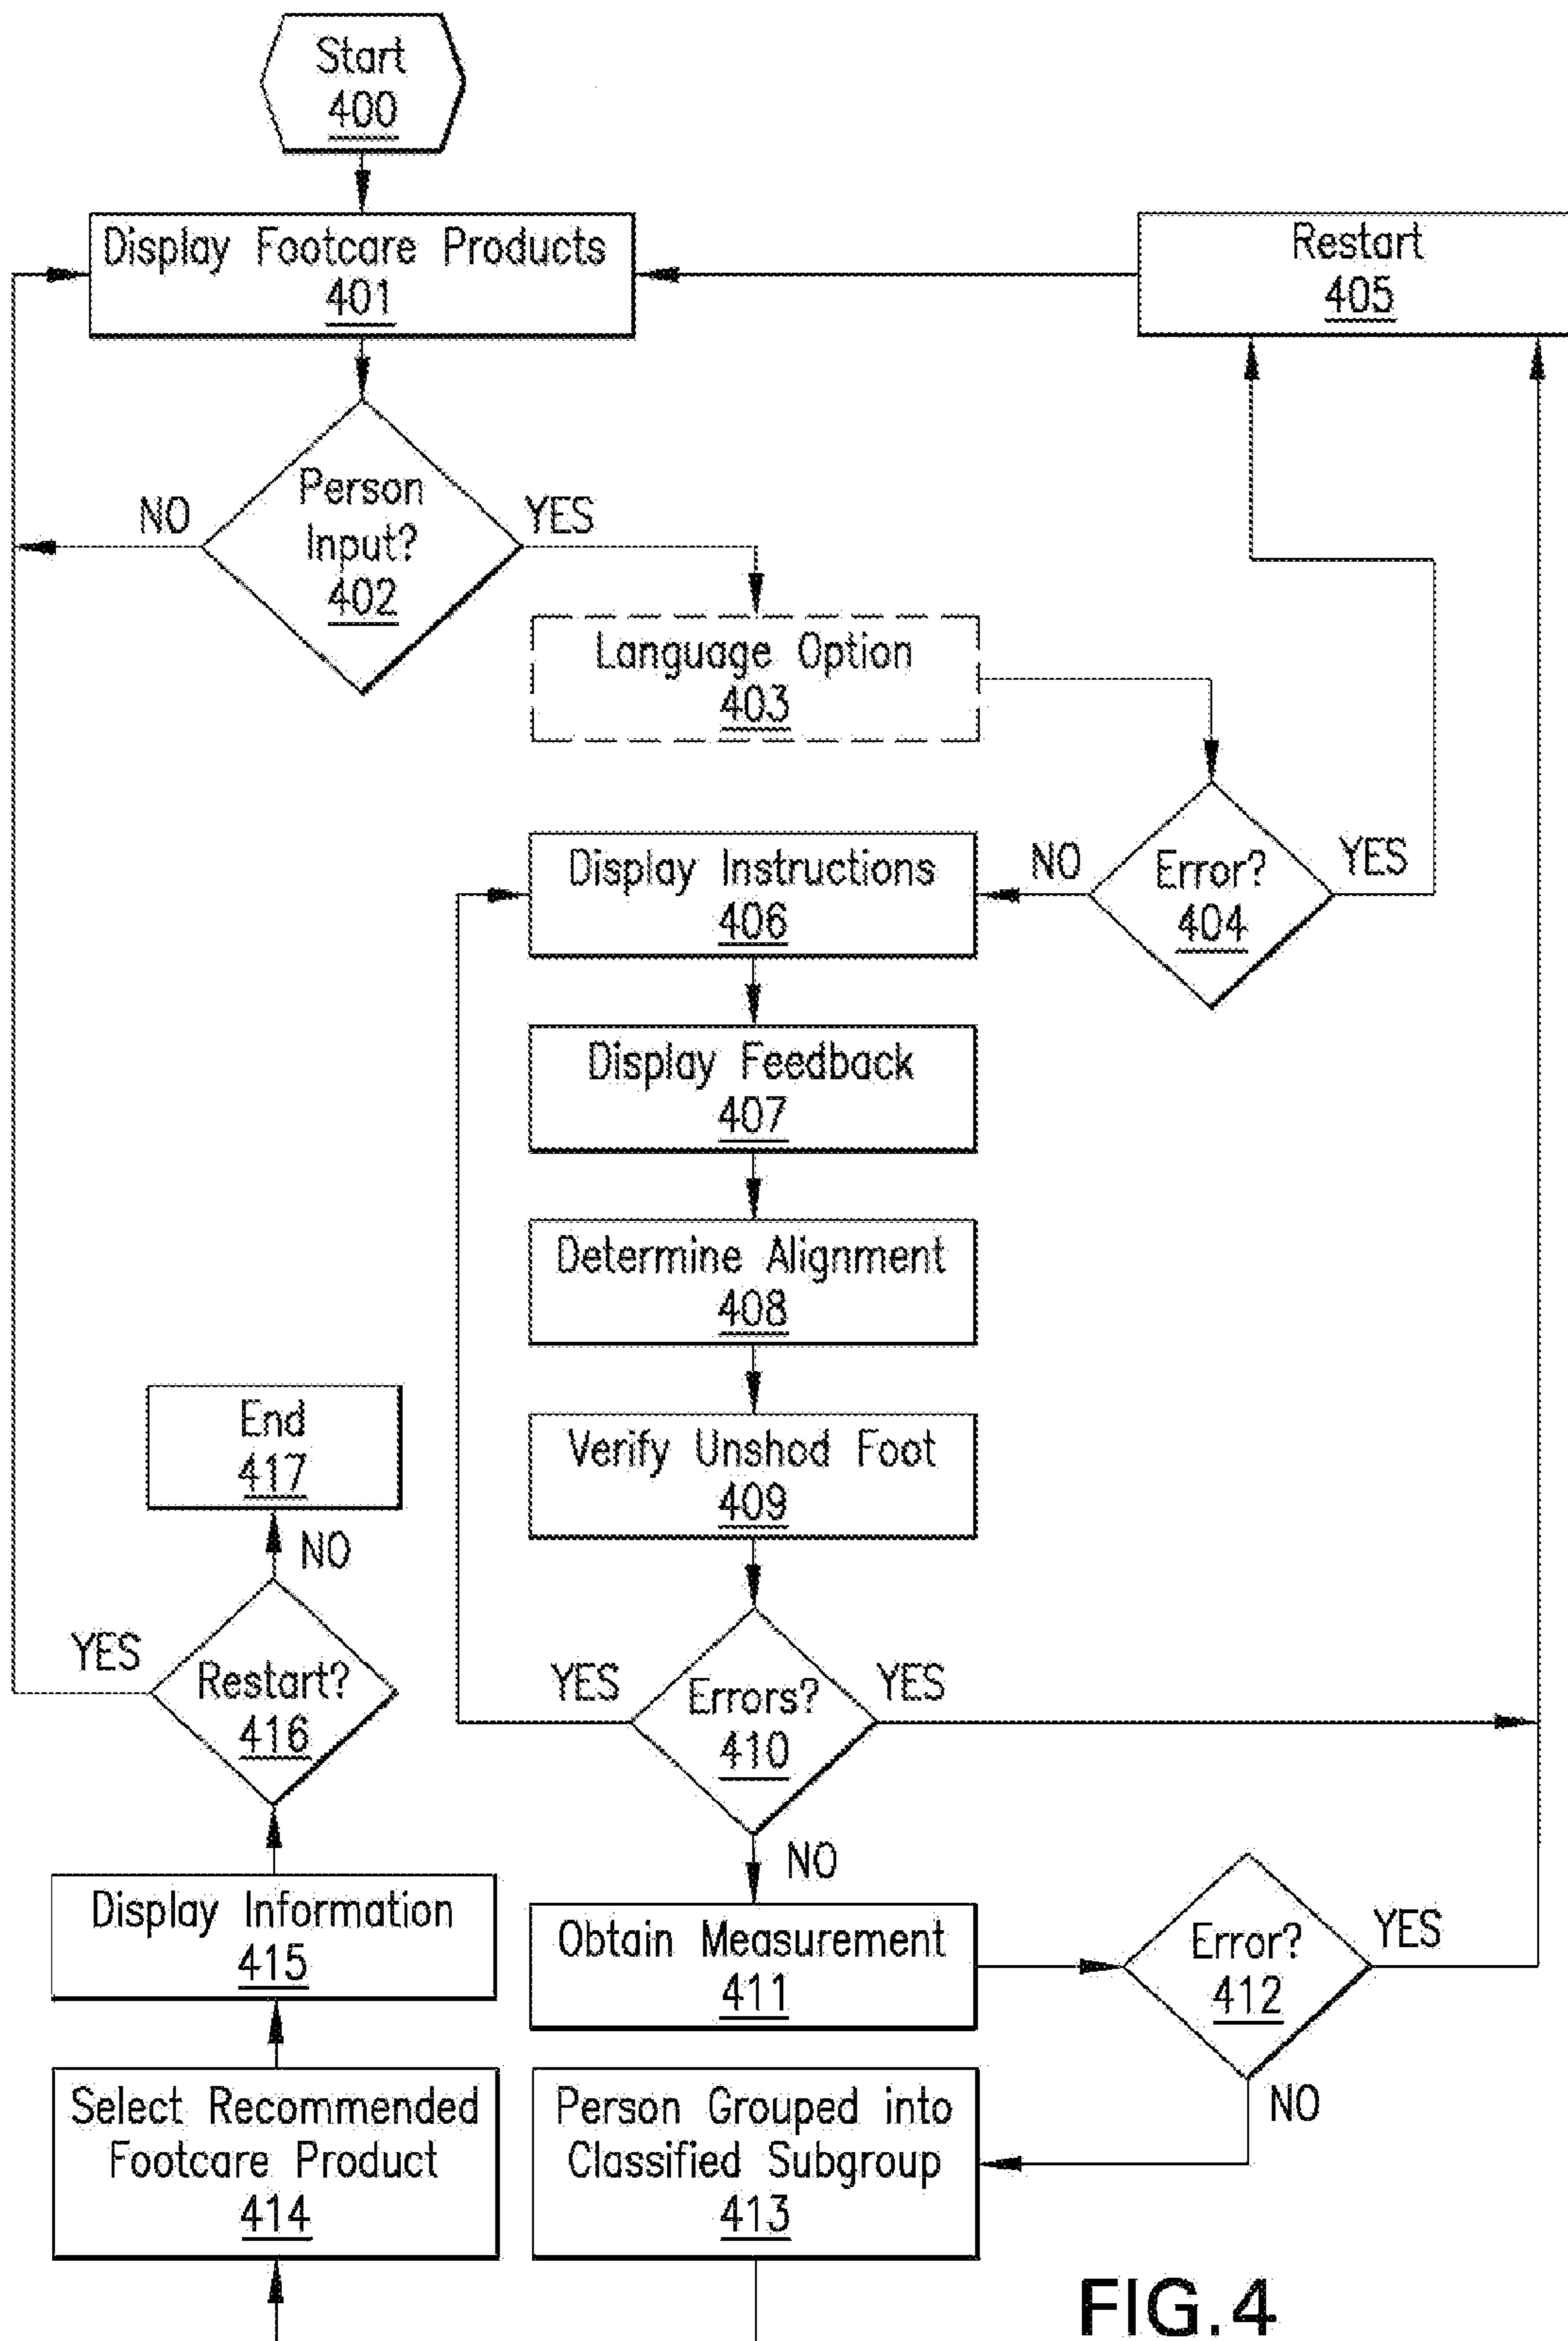 Start
400
Display Footcare Products
401
Restart
405
Person
Input?
402
NO
YES
Language Option
403
Error?
404
NO
YES
Display Instructions
406
Display Feedback
407
Determine Alignment
408
Verify Unshod Foot
409
End
417
NO
YES
Restart?
416
YES
Errors?
410
YES
NO
Display Information
415
Obtain Measurement
411
Error?
412
YES
NO
Select Recommended
Footcare Product
414
Person Grouped into
Classified Subgroup
413
FIG.4